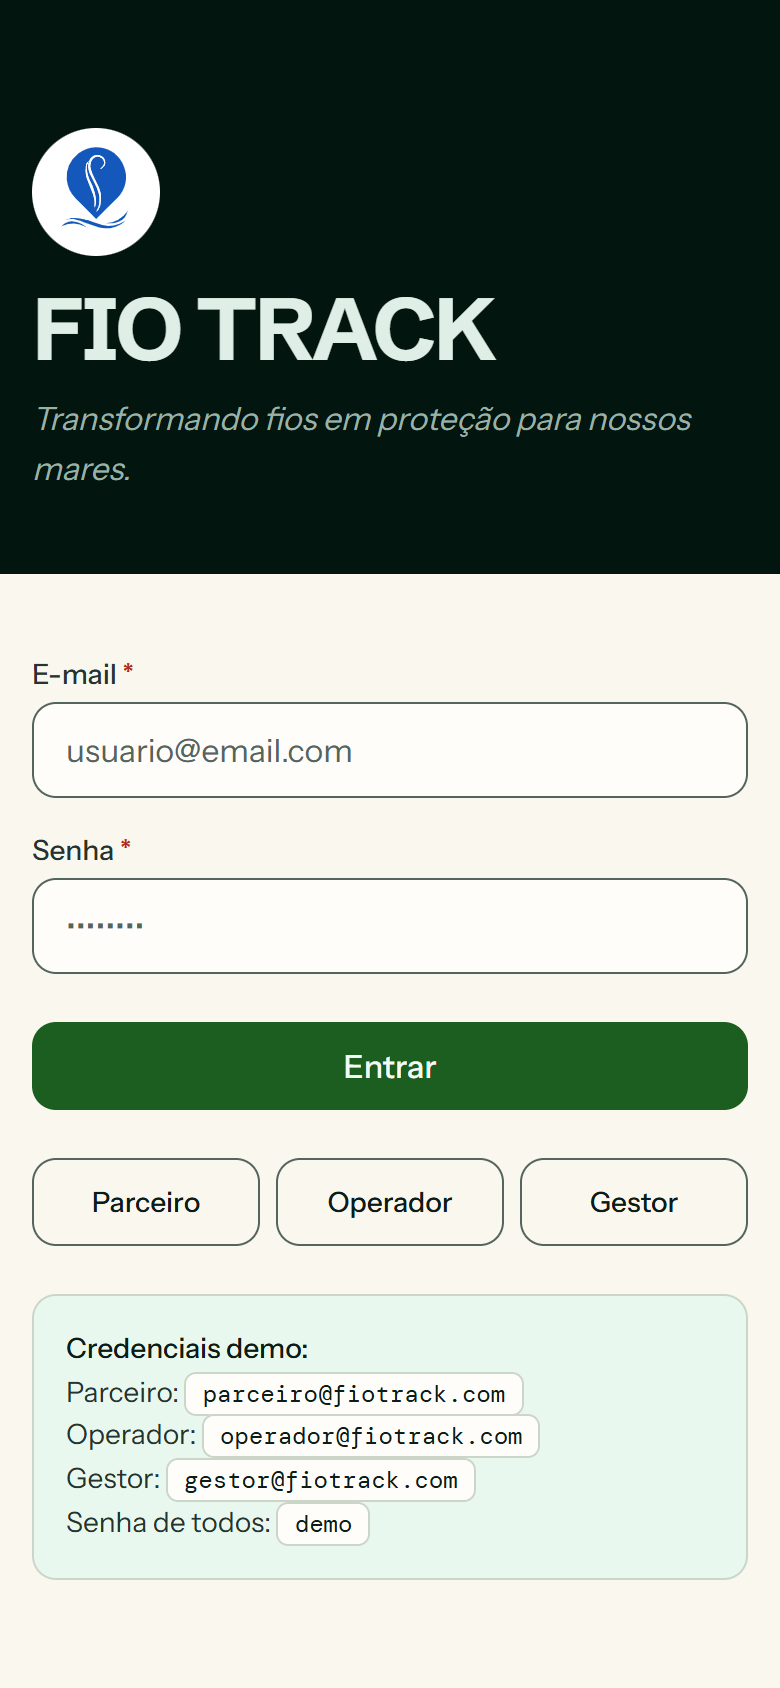 FIO TRACK
Transformando fios em proteção para nossos
mares.
E-mail *
usuario@email.com
Senha *
••••••••
Entrar
Parceiro Operador Gestor
Credenciais demo:
Parceiro: parceiro@fiotrack.com
Operador: operador@fiotrack.com
Gestor: gestor@fiotrack.com
Senha de todos: demo